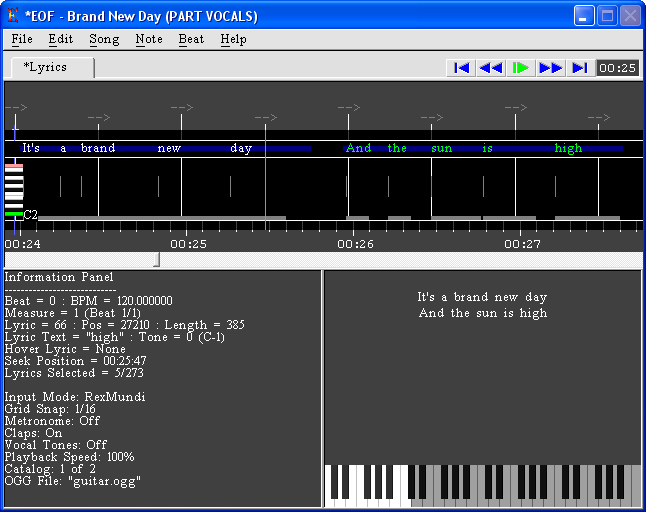 *EOF - Brand New Day (PART VOCALS)
File Edit Song Note Beat Help
*Lyrics 00:25
--> --> --> --> --> --> --> -->
It's a brand new day And the sun is high
C2
00:24 00:25 00:26 00:27
Information Panel
----------------------------
Beat = 0 : BPM = 120.000000
Measure = 1 (Beat 1/1)
Lyric = 66 : Pos = 27210 : Length = 385
Lyric Text = "high" : Tone = 0 (C-1)
Hover Lyric = None
Seek Position = 00:25:47
Lyrics Selected = 5/273
Input Mode: RexMundi
Grid Snap: 1/16
Metronome: Off
Claps: On
Vocal Tones: Off
Playback Speed: 100%
Catalog: 1 of 2
OGG File: "guitar.ogg"
It's a brand new day
And the sun is high